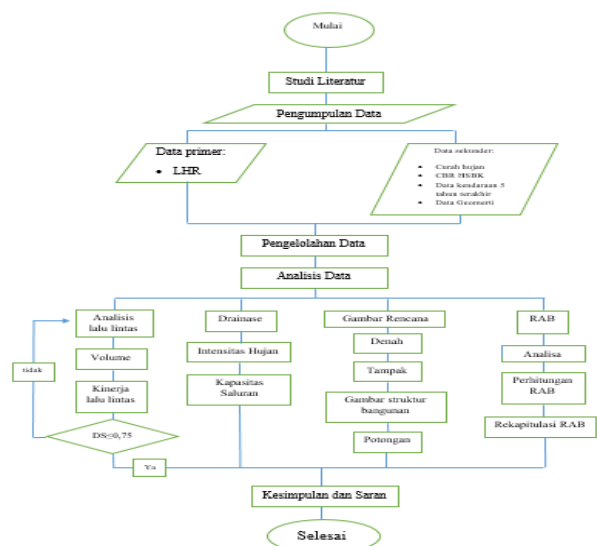 Mulai
Studi Literatur
Pengumpulan Data
Data primer:
• LHR
Data sekunder:
• Curah hujan
• CBR HSBK
• Data kendaraan 5
tahun terakhir
• Data Geomerti
Pengelolahan Data
Analisis Data
Analisis
lalu lintas
Volume
Kinerja
lalu lintas
DS≤0,75
tidak
Ya
Drainase
Intensitas Hujan
Kapasitas
Saluran
Gambar Rencana
Denah
Tampak
Gambar struktur
bangunan
Potongan
RAB
Analisa
Perhitungan
RAB
Rekapitulasi RAB
Kesimpulan dan Saran
Selesai